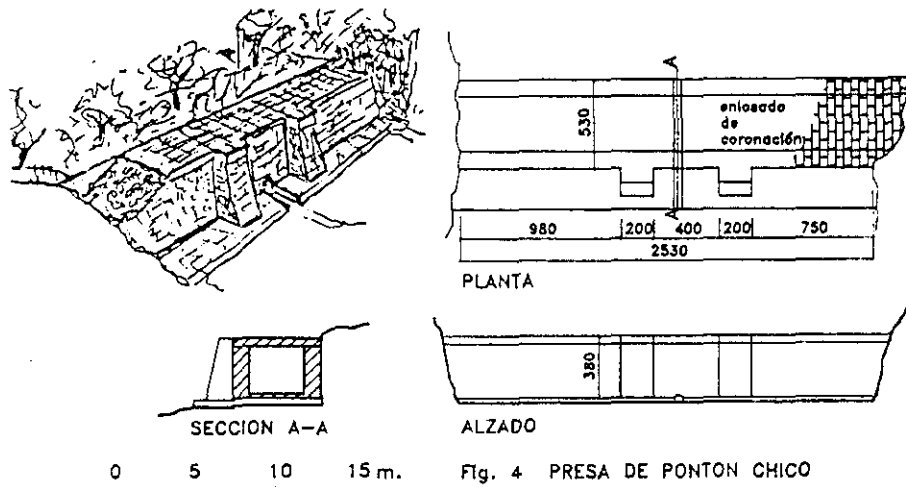 A
530
enlosado
de
coronación
A
980 200 400 200 750
2530
PLANTA
380
SECCION A-A
ALZADO
0 5 10 15 m.
Fig. 4 PRESA DE PONTON CHICO